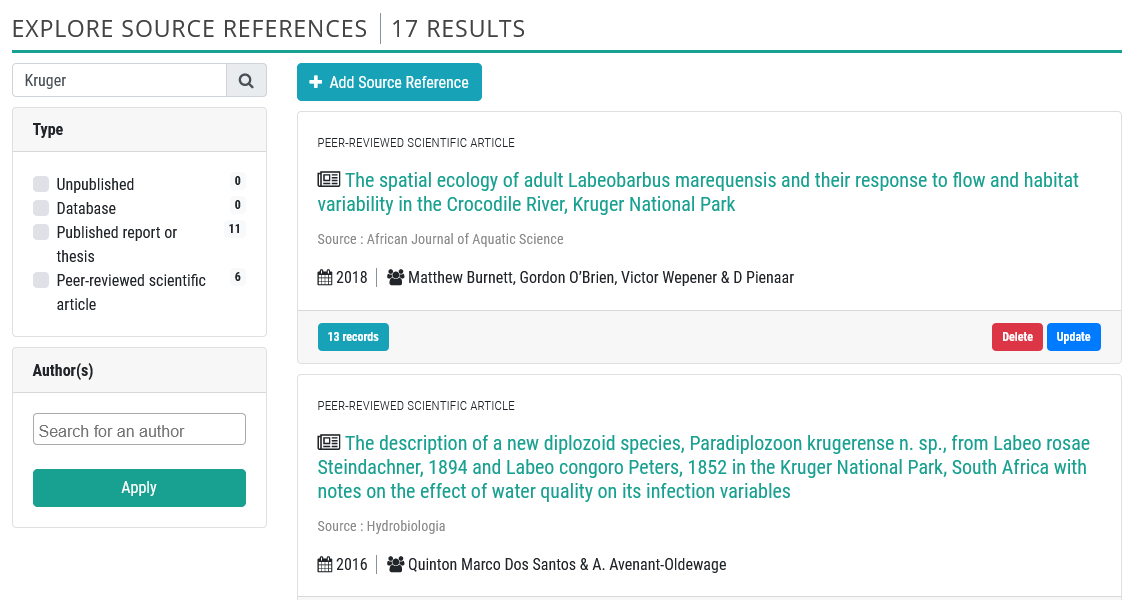 EXPLORE SOURCE REFERENCES | 17 RESULTS
Kruger
Add Source Reference
Type
Unpublished 0
Database 0
Published report or 11
thesis
Peer-reviewed scientific 6
article
Author(s)
Search for an author
Apply
PEER-REVIEWED SCIENTIFIC ARTICLE
The spatial ecology of adult Labeobarbus marequensis and their response to flow and habitat
variability in the Crocodile River, Kruger National Park
Source : African Journal of Aquatic Science
2018 | Matthew Burnett, Gordon O’Brien, Victor Wepener & D Pienaar
13 records
Delete Update
PEER-REVIEWED SCIENTIFIC ARTICLE
The description of a new diplozoid species, Paradiplozoon krugerense n. sp., from Labeo rosae
Steindachner, 1894 and Labeo congoro Peters, 1852 in the Kruger National Park, South Africa with
notes on the effect of water quality on its infection variables
Source : Hydrobiologia
2016 | Quinton Marco Dos Santos & A. Avenant-Oldewage